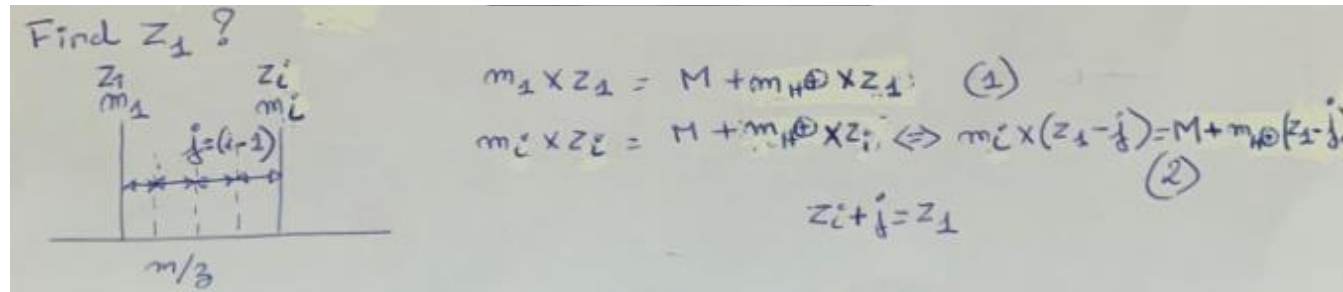 Find Z₁ ?
Z₁ Zi
m₁ mi
j=(i-1)
m/z
m₁ x Z₁ = M + mH⊕ x Z₁ (1)
mi x Zi = M + mH⊕ x Zi ⇔ mi x (Z₁-j) = M + mH⊕(Z₁-j)
(2)
Zi + j = Z₁